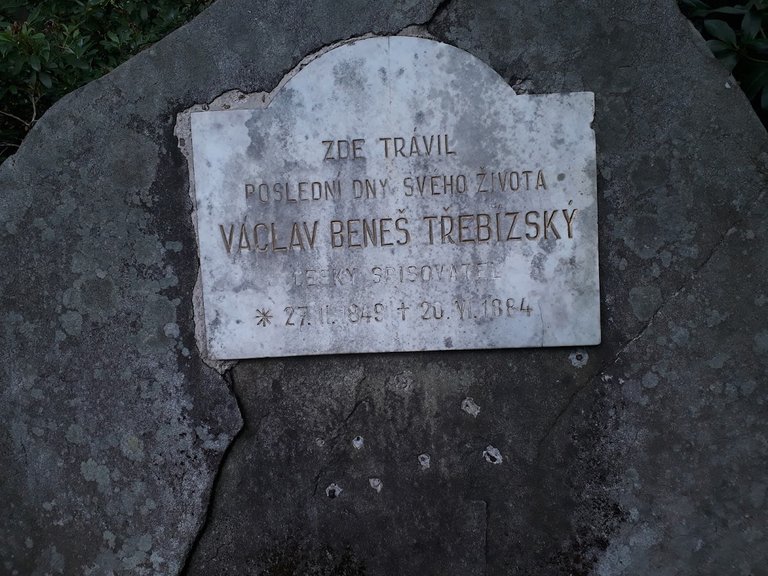 ZDE TRÁVIL
POSLEDNÍ DNY SVÉHO ŽIVOTA
VÁCLAV BENEŠ TŘEBÍZSKÝ
ČESKÝ SPISOVATEL
* 27. II. 1849 † 20. VI. 1884